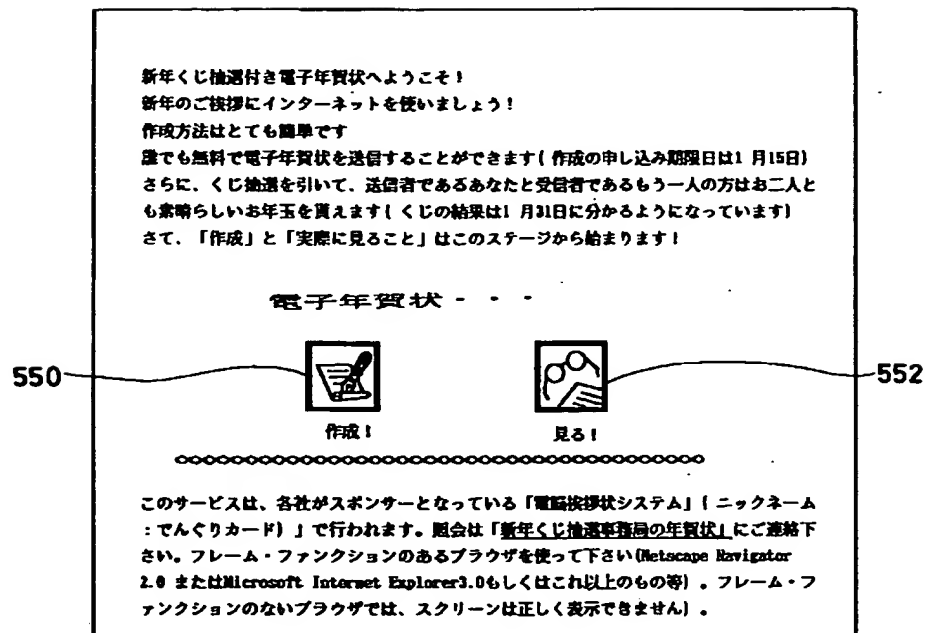 新年くじ抽選付き電子年賀状へようこそ!
新年のご挨拶にインターネットを使いましょう!
作成方法はとても簡単です
誰でも無料で電子年賀状を送信することができます(作成の申し込み期限日は1月15日)
さらに、くじ抽選を引いて、送信者であるあなたと受信者であるもう一人の方はお二人と
も素晴らしいお年玉を貰えます(くじの結果は1月31日に分かるようになっています)
さて、「作成」と「実際に見ること」はこのステージから始まります!
電子年賀状・・・
550
552
作成!
見る!
このサービスは、各社がスポンサーとなっている「電脳挨拶状システム」(ニックネーム
:でんぐりカード)」で行われます。照会は「新年くじ抽選事務局の年賀状」にご連絡下
さい。フレーム・ファンクションのあるブラウザを使って下さい(Netscape Navigator
2.0 またはMicrosoft Internet Explorer3.0もしくはこれ以上のもの等)。フレーム・フ
ァンクションのないブラウザでは、スクリーンは正しく表示できません)。